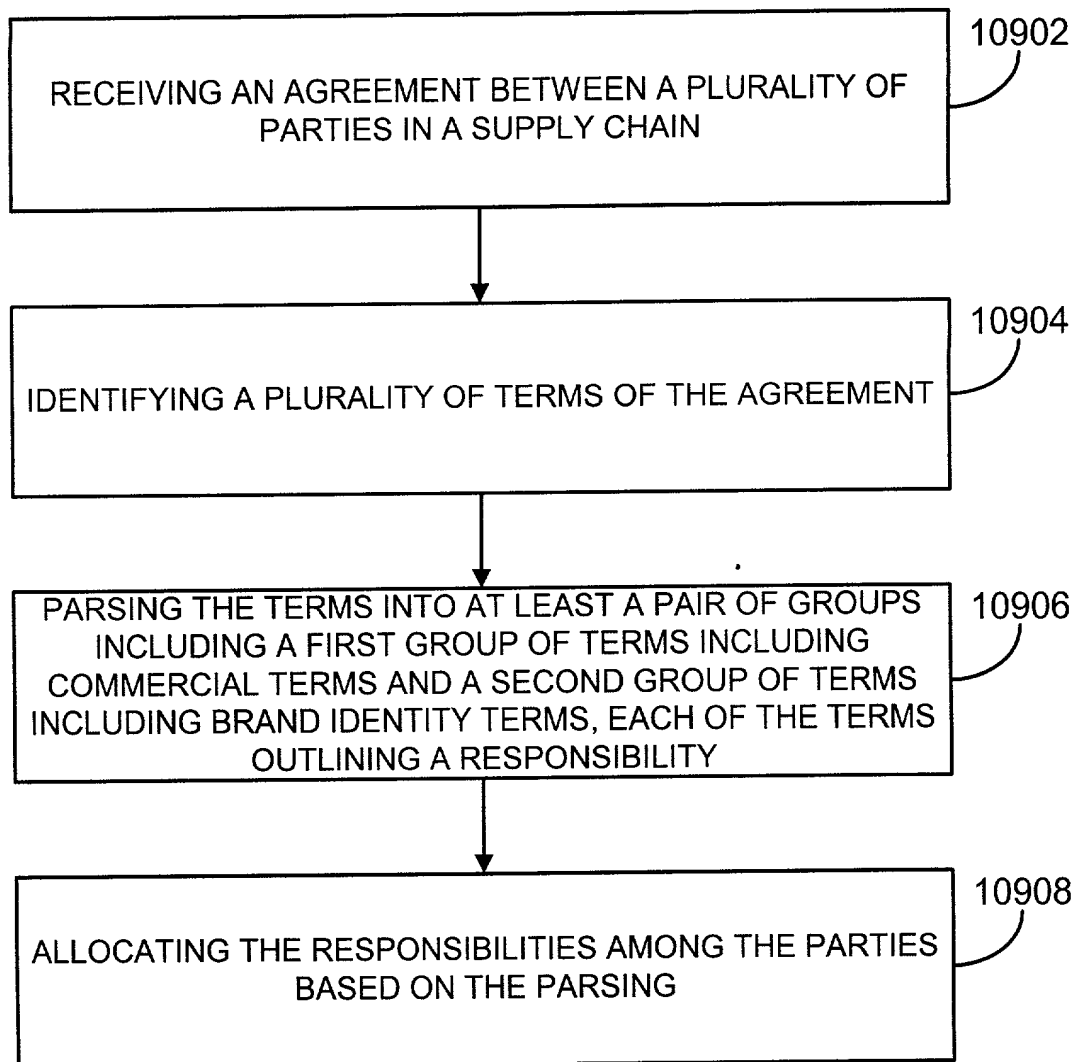 10902
RECEIVING AN AGREEMENT BETWEEN A PLURALITY OF
PARTIES IN A SUPPLY CHAIN
10904
IDENTIFYING A PLURALITY OF TERMS OF THE AGREEMENT
10906
PARSING THE TERMS INTO AT LEAST A PAIR OF GROUPS
INCLUDING A FIRST GROUP OF TERMS INCLUDING
COMMERCIAL TERMS AND A SECOND GROUP OF TERMS
INCLUDING BRAND IDENTITY TERMS, EACH OF THE TERMS
OUTLINING A RESPONSIBILITY
10908
ALLOCATING THE RESPONSIBILITIES AMONG THE PARTIES
BASED ON THE PARSING